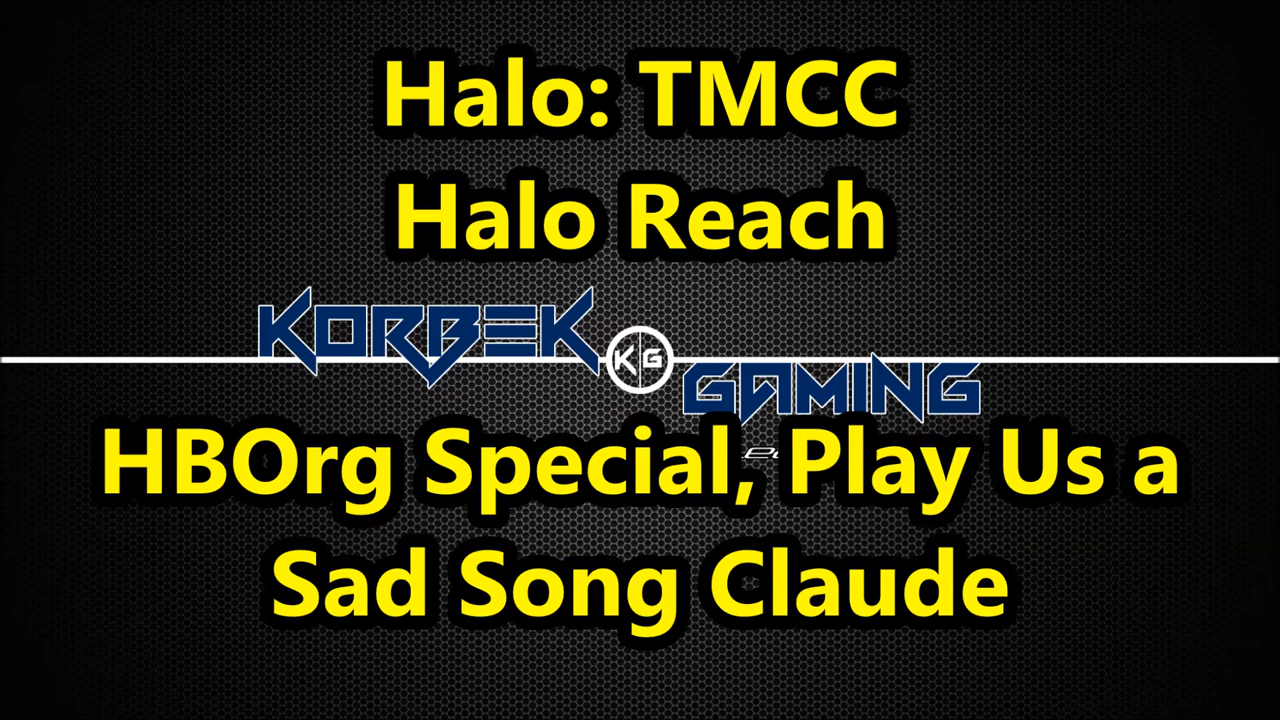 Halo: TMCC
Halo Reach
KORBEK
KG
GAMING
HBOrg Special, Play Us a
Sad Song Claude